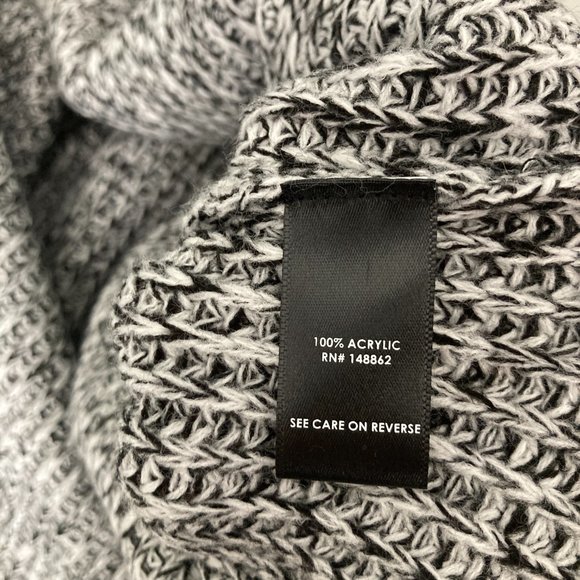 100% ACRYLIC
RN# 148862
SEE CARE ON REVERSE